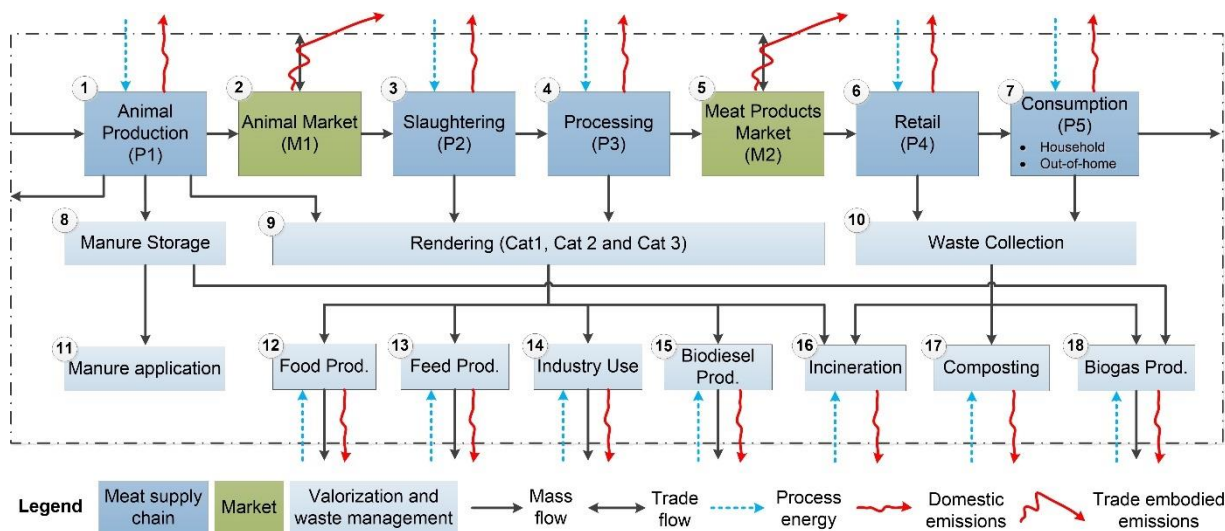 1
Animal
Production
(P1)
2
Animal Market
(M1)
3
Slaughtering
(P2)
4
Processing
(P3)
5
Meat Products
Market
(M2)
6
Retail
(P4)
7
Consumption
(P5)
• Household
• Out-of-home
8
Manure Storage
9
Rendering (Cat1, Cat 2 and Cat 3)
10
Waste Collection
11
Manure application
12
Food Prod.
13
Feed Prod.
14
Industry Use
15
Biodiesel
Prod.
16
Incineration
17
Composting
18
Biogas Prod.
Legend
Meat supply
chain
Market
Valorization and
waste management
Mass
flow
Trade
flow
Process
energy
Domestic
emissions
Trade embodied
emissions